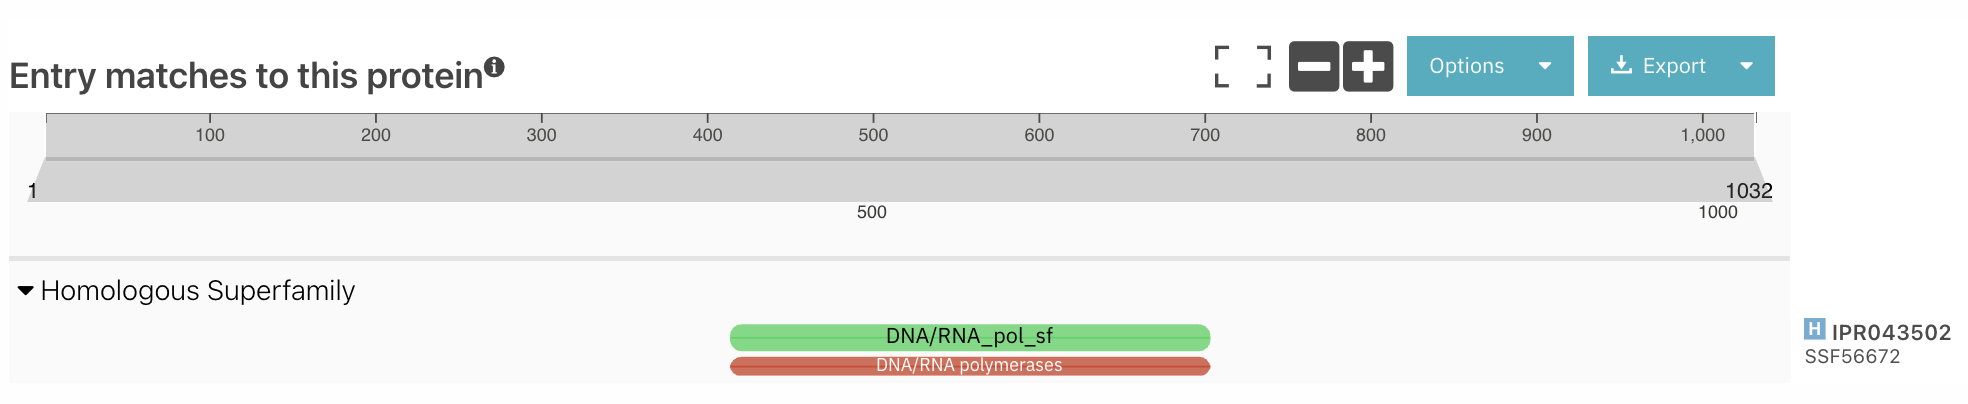 Entry matches to this protein
Options
Export
100 200 300 400 500 600 700 800 900 1,000
1 1032
500 1000
Homologous Superfamily
DNA/RNA_pol_sf
H IPR043502
DNA/RNA polymerases
SSF56672